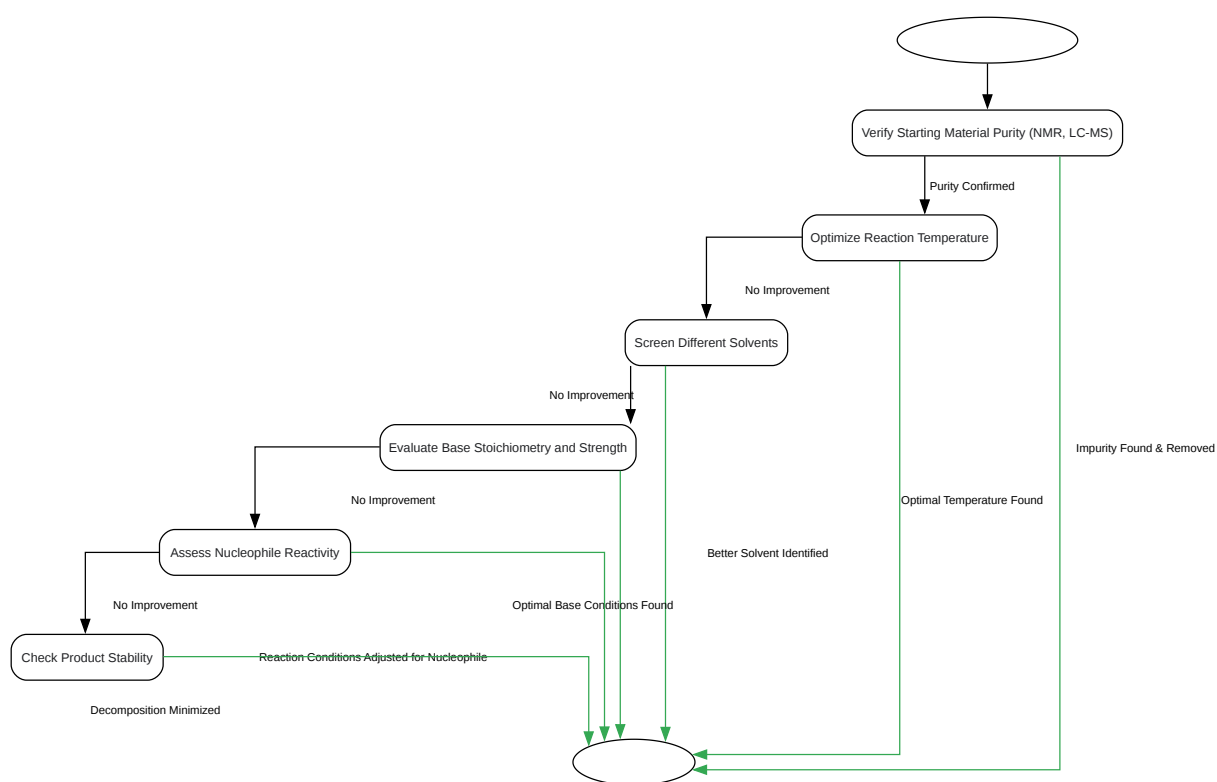 Verify Starting Material Purity (NMR, LC-MS)
Purity Confirmed
Optimize Reaction Temperature
No Improvement
Screen Different Solvents
No Improvement
Evaluate Base Stoichiometry and Strength
Impurity Found & Removed
No Improvement
Optimal Temperature Found
Assess Nucleophile Reactivity
Better Solvent Identified
No Improvement
Optimal Base Conditions Found
Check Product Stability
Reaction Conditions Adjusted for Nucleophile
Decomposition Minimized